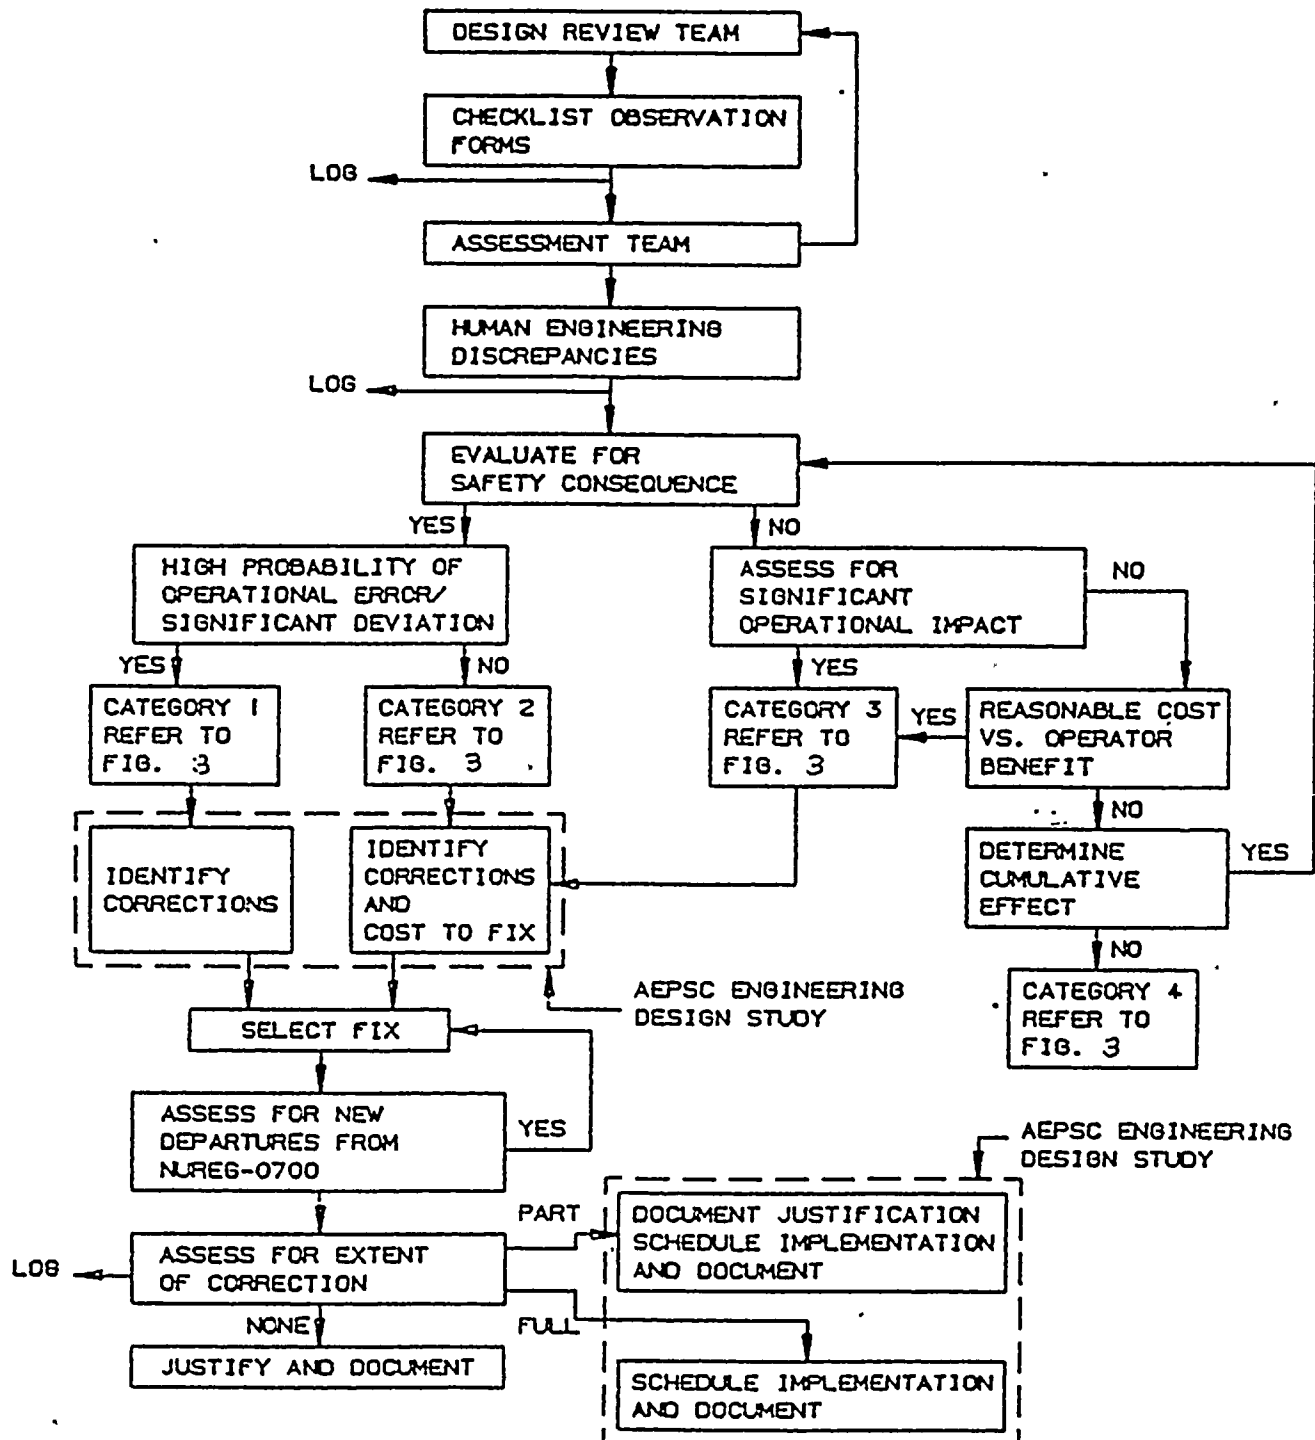 DESIGN REVIEW TEAM
CHECKLIST OBSERVATION
FORMS
LOG
ASSESSMENT TEAM
HUMAN ENGINEERING
DISCREPANCIES
LOG
EVALUATE FOR
SAFETY CONSEQUENCE
YES
NO
HIGH PROBABILITY OF
OPERATIONAL ERROR/
SIGNIFICANT DEVIATION
ASSESS FOR
SIGNIFICANT
OPERATIONAL IMPACT
NO
YES
NO
YES
CATEGORY 1
REFER TO
FIG. 3
CATEGORY 2
REFER TO
FIG. 3
CATEGORY 3
REFER TO
FIG. 3
YES
REASONABLE COST
VS. OPERATOR
BENEFIT
NO
IDENTIFY
CORRECTIONS
IDENTIFY
CORRECTIONS
AND
COST TO FIX
DETERMINE
CUMULATIVE
EFFECT
YES
NO
AEPSC ENGINEERING
DESIGN STUDY
CATEGORY 4
REFER TO
FIG. 3
SELECT FIX
ASSESS FOR NEW
DEPARTURES FROM
NUREG-0700
YES
AEPSC ENGINEERING
DESIGN STUDY
PART
DOCUMENT JUSTIFICATION
SCHEDULE IMPLEMENTATION
AND DOCUMENT
LOG
ASSESS FOR EXTENT
OF CORRECTION
NONE
FULL
JUSTIFY AND DOCUMENT
SCHEDULE IMPLEMENTATION
AND DOCUMENT